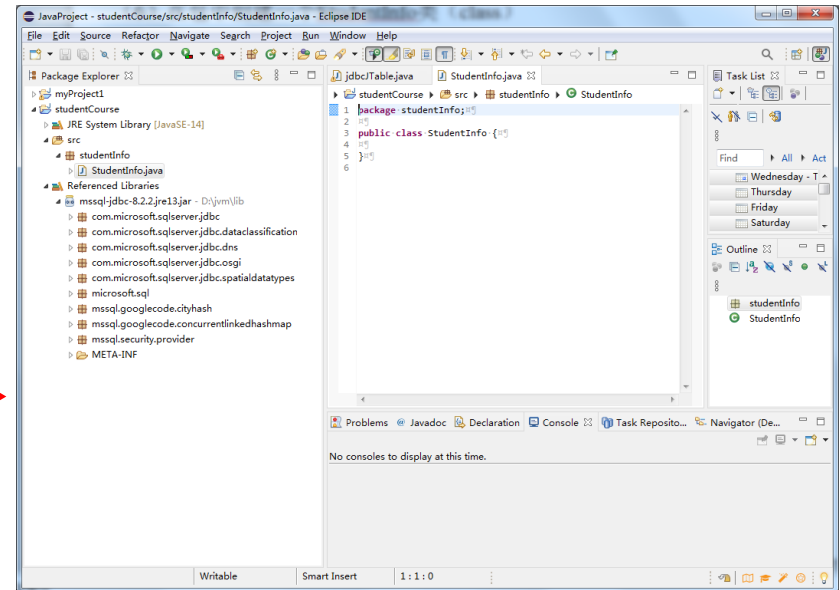 JavaProject - studentCourse/src/studentInfo/StudentInfo.java - Eclipse IDE
File Edit Source Refactor Navigate Search Project Run Window Help
Package Explorer
myProject1
studentCourse
JRE System Library [JavaSE-14]
src
studentInfo
StudentInfo.java
Referenced Libraries
mssql-jdbc-8.2.2.jre13.jar - D:\jvm\lib
com.microsoft.sqlserver.jdbc
com.microsoft.sqlserver.jdbc.dataclassification
com.microsoft.sqlserver.jdbc.dns
com.microsoft.sqlserver.jdbc.osgi
com.microsoft.sqlserver.jdbc.spatialdatatypes
microsoft.sql
mssql.googlecode.cityhash
mssql.googlecode.concurrentlinkedhashmap
mssql.security.provider
META-INF
jdbcJTable.java StudentInfo.java
studentCourse src studentInfo StudentInfo
1 package studentInfo;¤¶
2 ¤¶
3 public class StudentInfo {¤¶
4 ¤¶
5 }¤¶
6
Task List
Find All Act
Wednesday - T
Thursday
Friday
Saturday
Outline
studentInfo
StudentInfo
Problems Javadoc Declaration Console Task Reposito... Navigator (De...
No consoles to display at this time.
Writable Smart Insert 1 : 1 : 0